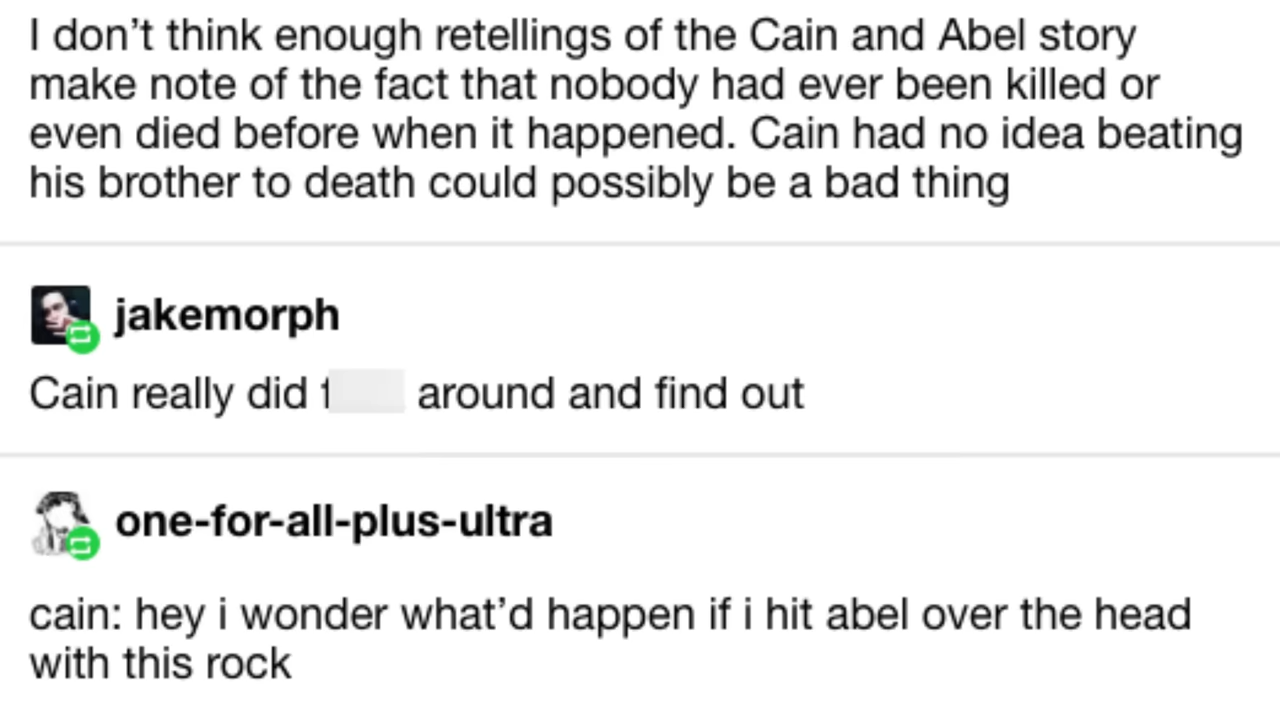 I don’t think enough retellings of the Cain and Abel story
make note of the fact that nobody had ever been killed or
even died before when it happened. Cain had no idea beating
his brother to death could possibly be a bad thing
jakemorph
Cain really did around and find out
one-for-all-plus-ultra
cain: hey i wonder what’d happen if i hit abel over the head
with this rock